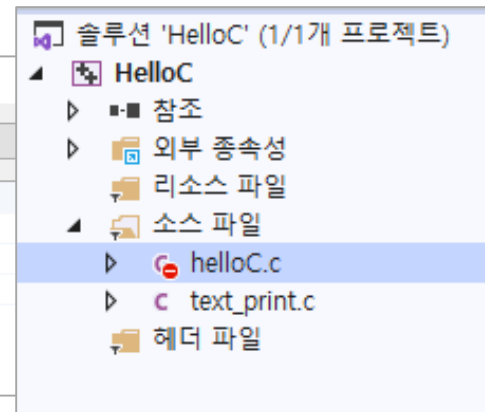 솔루션 'HelloC' (1/1개 프로젝트)
HelloC
참조
외부 종속성
리소스 파일
소스 파일
helloC.c
text_print.c
헤더 파일